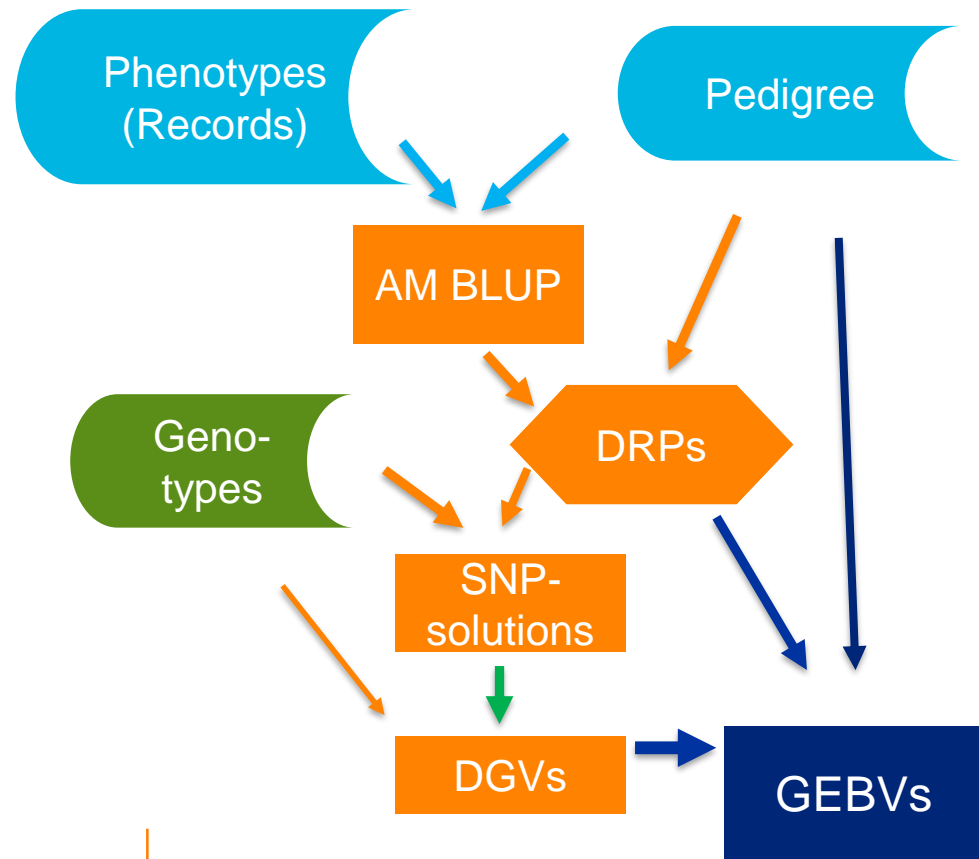 Phenotypes
(Records)
Pedigree
AM BLUP
Geno-
types
DRPs
SNP-
solutions
DGVs
GEBVs